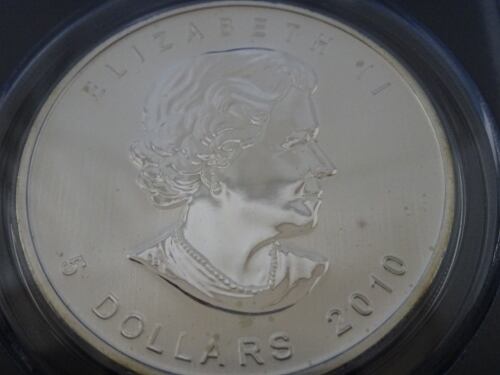 ELIZABETH II
5 DOLLARS 2010